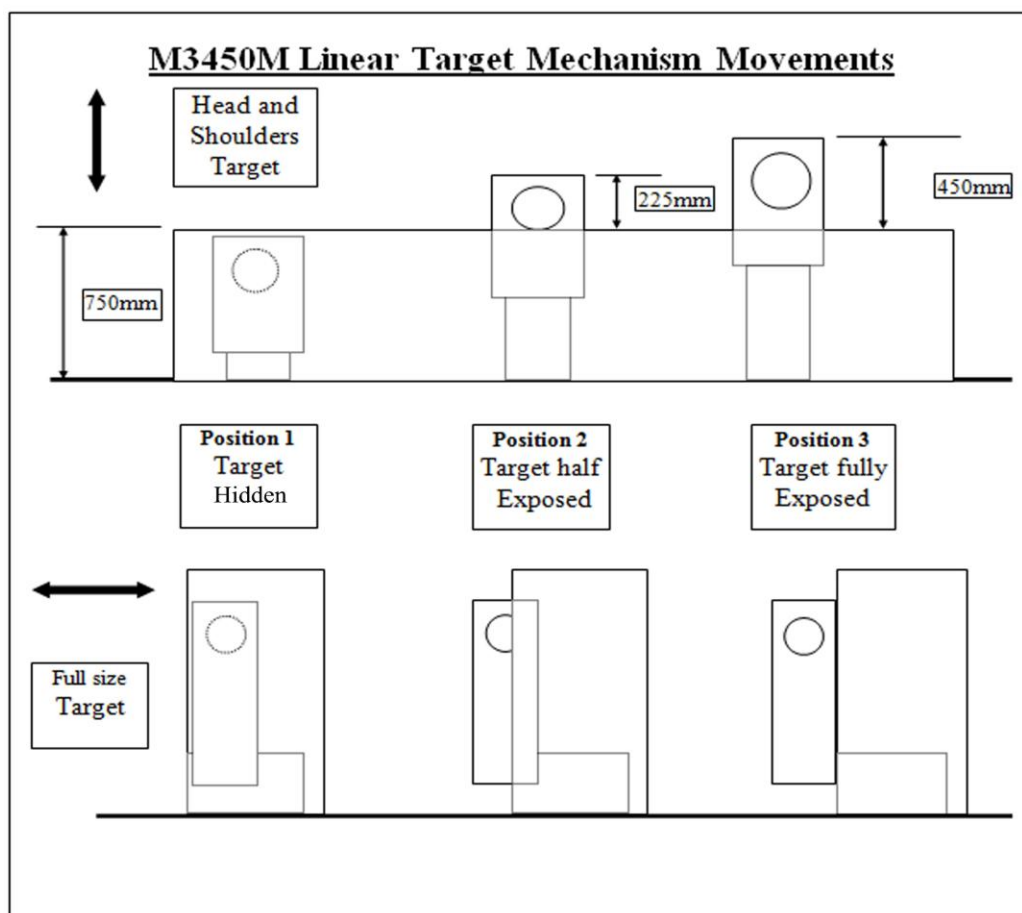 M3450M Linear Target Mechanism Movements
Head and
Shoulders
Target
225mm
450mm
750mm
Position 1
Target
Hidden
Position 2
Target half
Exposed
Position 3
Target fully
Exposed
Full size
Target